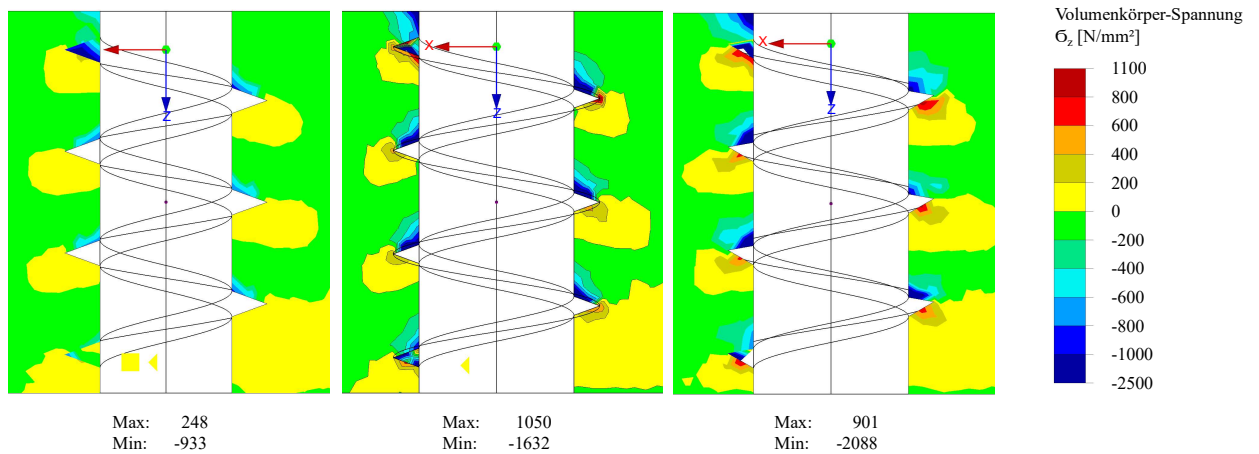 Volumenkörper-Spannung
σz [N/mm²]
1100
800
600
400
200
0
-200
-400
-600
-800
-1000
-2500
Z
X
Z
X
Z
Max: 248
Min: -933
Max: 1050
Min: -1632
Max: 901
Min: -2088